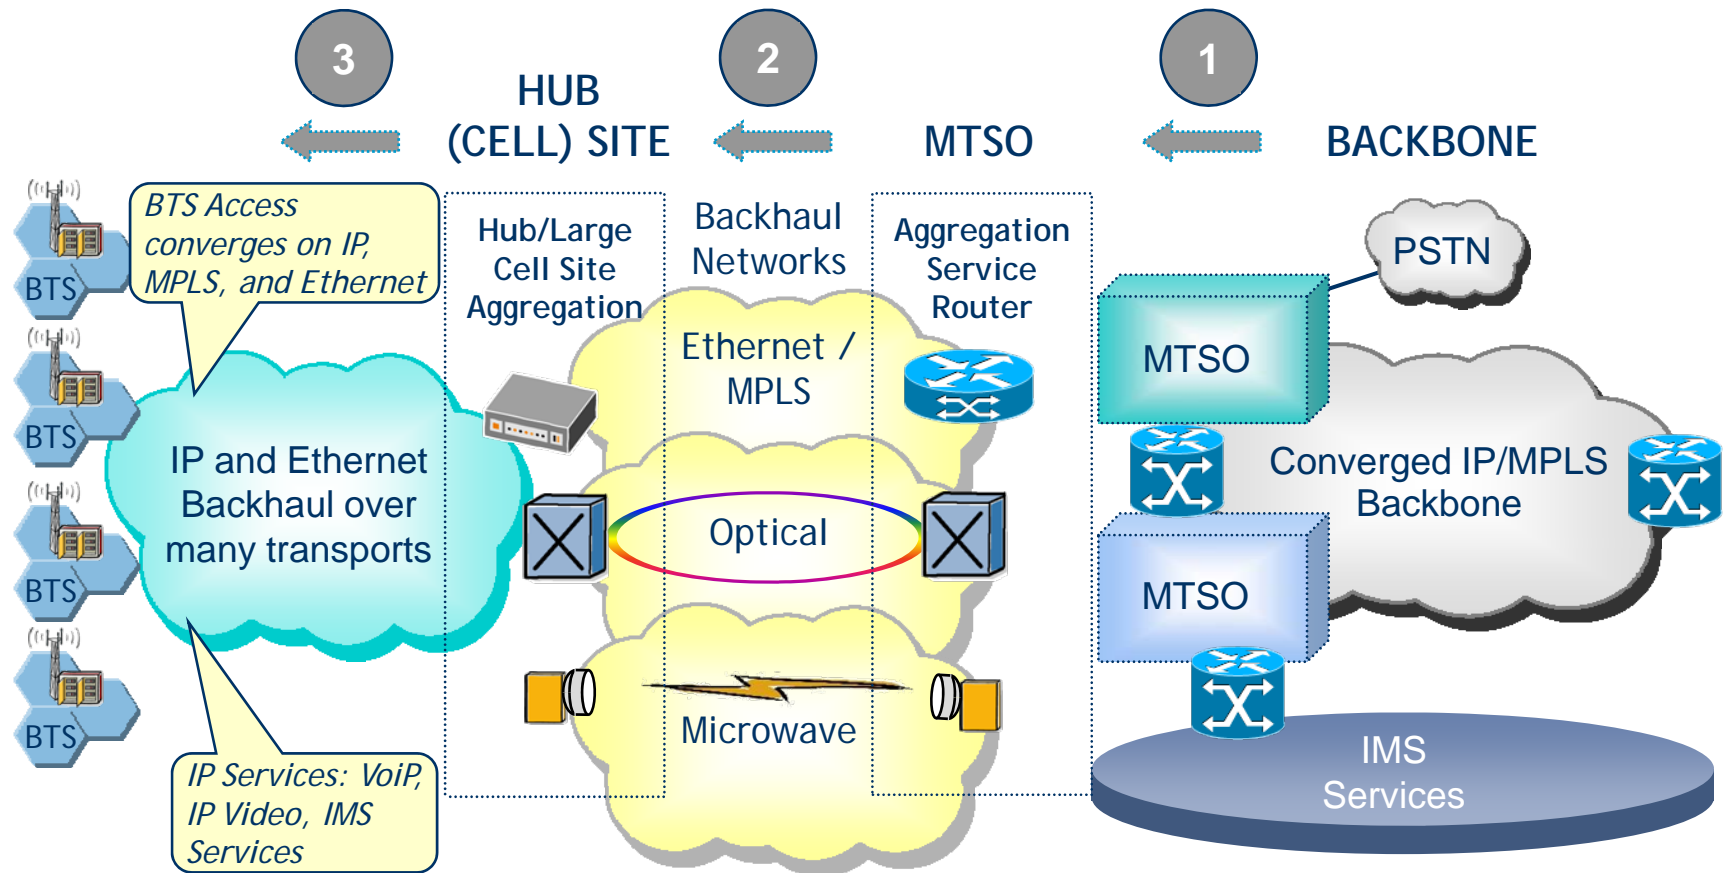 3
2
1
HUB
(CELL) SITE
MTSO
BACKBONE
BTS Access
converges on IP,
MPLS, and Ethernet
Hub/Large
Cell Site
Aggregation
Backhaul
Networks
Aggregation
Service
Router
PSTN
BTS
Ethernet /
MPLS
MTSO
BTS
IP and Ethernet
Backhaul over
many transports
Optical
Converged IP/MPLS
Backbone
BTS
MTSO
BTS
Microwave
IP Services: VoiP,
IP Video, IMS
Services
IMS
Services